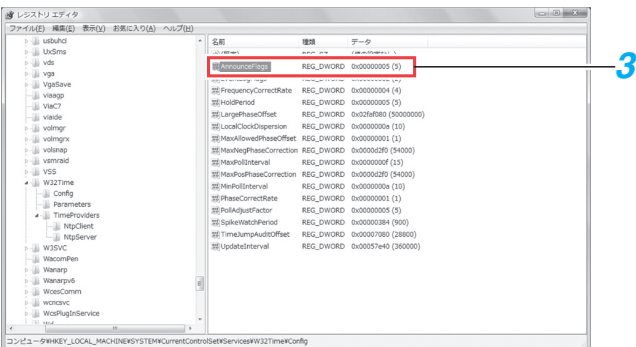 レジストリ エディタ
ファイル(F) 編集(E) 表示(V) お気に入り(A) ヘルプ(H)
usbuhci
UxSms
vds
vga
VgaSave
viaagp
ViaC7
viaide
volmgr
volmgrx
volsnap
vsmraid
VSS
W32Time
Config
Parameters
TimeProviders
NtpClient
NtpServer
W3SVC
WacomPen
Wanarp
Wanarpv6
WcesComm
wcncsvc
WcsPlugInService
名前 種類 データ
AnnounceFlags REG_DWORD 0x00000005 (5)
FrequencyCorrectRate REG_DWORD 0x00000004 (4)
HoldPeriod REG_DWORD 0x00000005 (5)
LargePhaseOffset REG_DWORD 0x02faf080 (50000000)
LocalClockDispersion REG_DWORD 0x0000000a (10)
MaxAllowedPhaseOffset REG_DWORD 0x00000001 (1)
MaxNegPhaseCorrection REG_DWORD 0x0000d2f0 (54000)
MaxPollInterval REG_DWORD 0x0000000f (15)
MaxPosPhaseCorrection REG_DWORD 0x0000d2f0 (54000)
MinPollInterval REG_DWORD 0x0000000a (10)
PhaseCorrectRate REG_DWORD 0x00000001 (1)
PollAdjustFactor REG_DWORD 0x00000005 (5)
SpikeWatchPeriod REG_DWORD 0x00000384 (900)
TimeJumpAuditOffset REG_DWORD 0x00007080 (28800)
UpdateInterval REG_DWORD 0x00057e40 (360000)
3
コンピュータ¥HKEY_LOCAL_MACHINE¥SYSTEM¥CurrentControlSet¥Services¥W32Time¥Config